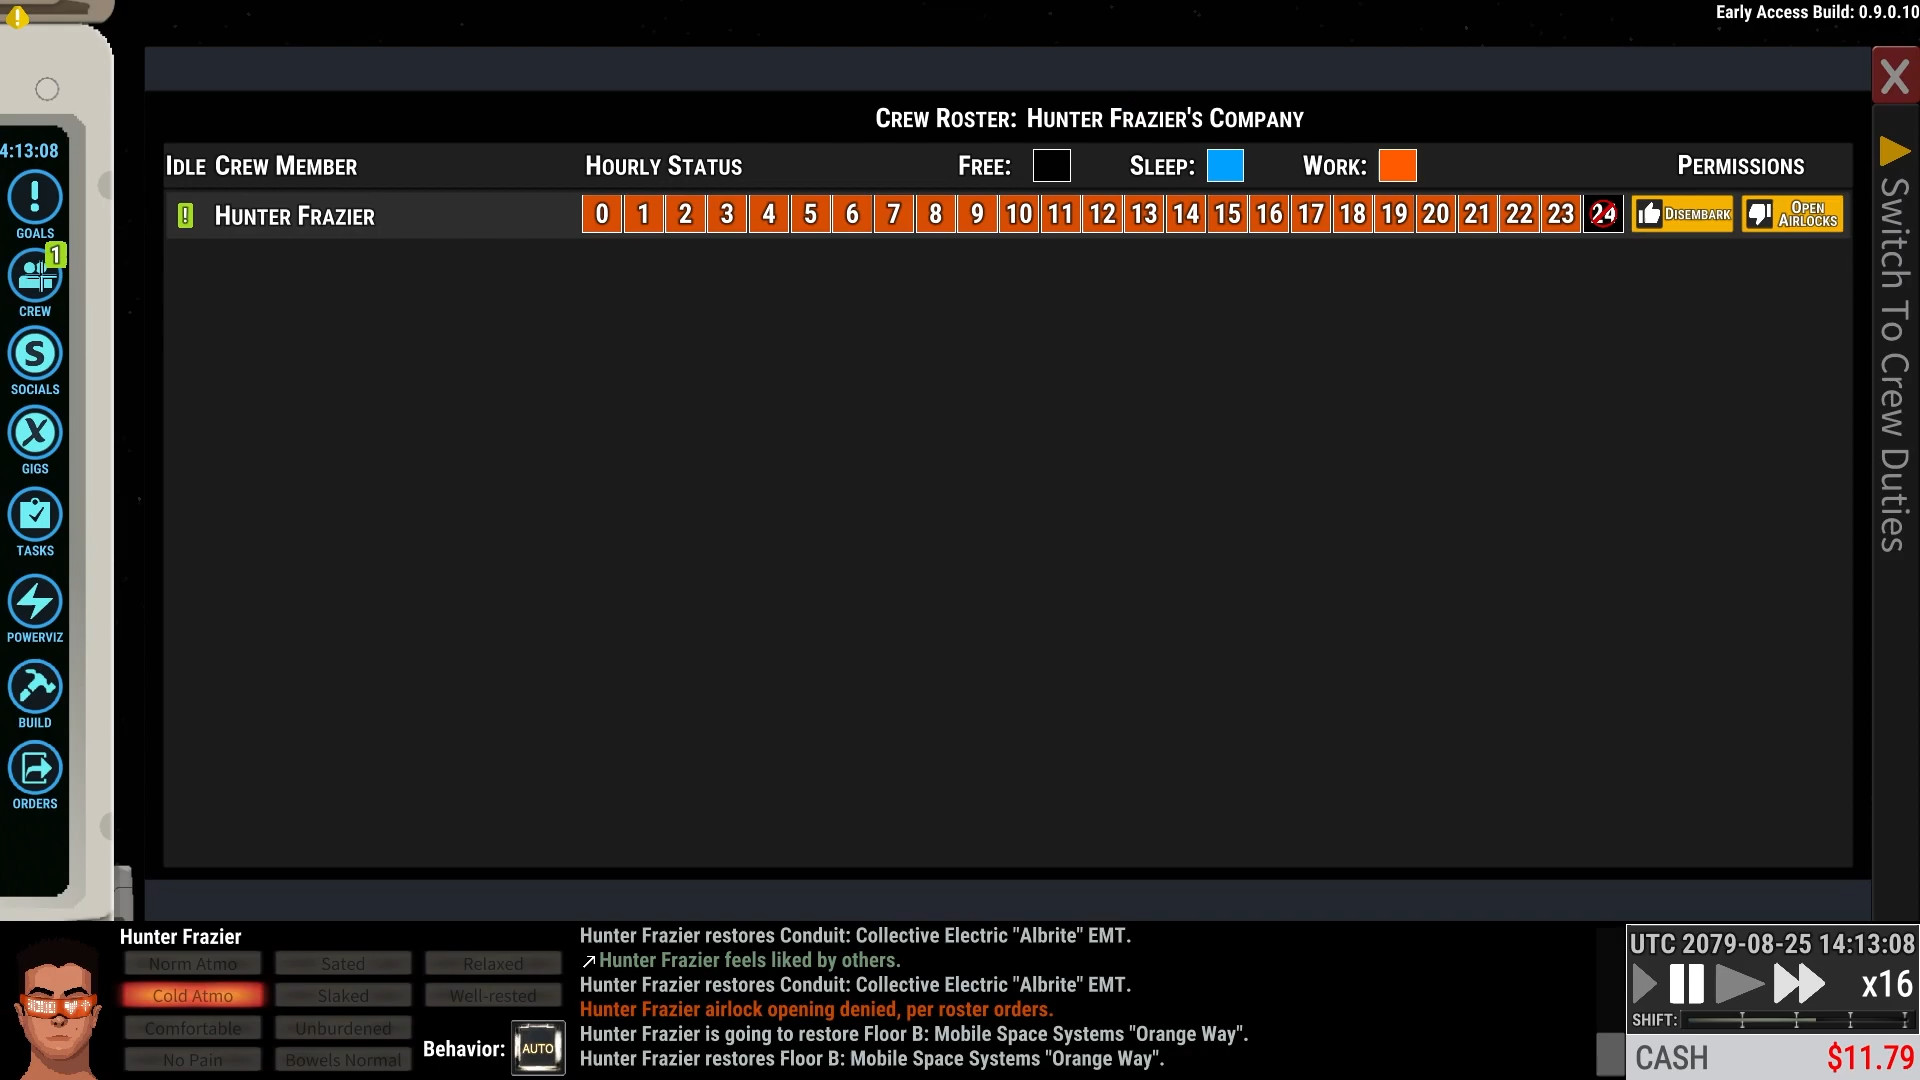 Early Access Build: 0.9.0.10
Crew Roster: Hunter Frazier's Company
Idle Crew Member Hourly Status Free: Sleep: Work: Permissions
Hunter Frazier 0 1 2 3 4 5 6 7 8 9 10 11 12 13 14 15 16 17 18 19 20 21 22 23 24 Disembark Open Airlocks
Switch To Crew Duties
4:13:08
GOALS
1
CREW
SOCIALS
GIGS
TASKS
POWERVIZ
BUILD
ORDERS
Hunter Frazier
Norm Atmo Sated Relaxed
Cold Atmo Slaked Well-rested
Comfortable Unburdened
No Pain Bowels Normal
Behavior: AUTO
Hunter Frazier restores Conduit: Collective Electric "Albrite" EMT.
Hunter Frazier feels liked by others.
Hunter Frazier restores Conduit: Collective Electric "Albrite" EMT.
Hunter Frazier airlock opening denied, per roster orders.
Hunter Frazier is going to restore Floor B: Mobile Space Systems "Orange Way".
Hunter Frazier restores Floor B: Mobile Space Systems "Orange Way".
UTC 2079-08-25 14:13:08
x16
SHIFT:
CASH $11.79